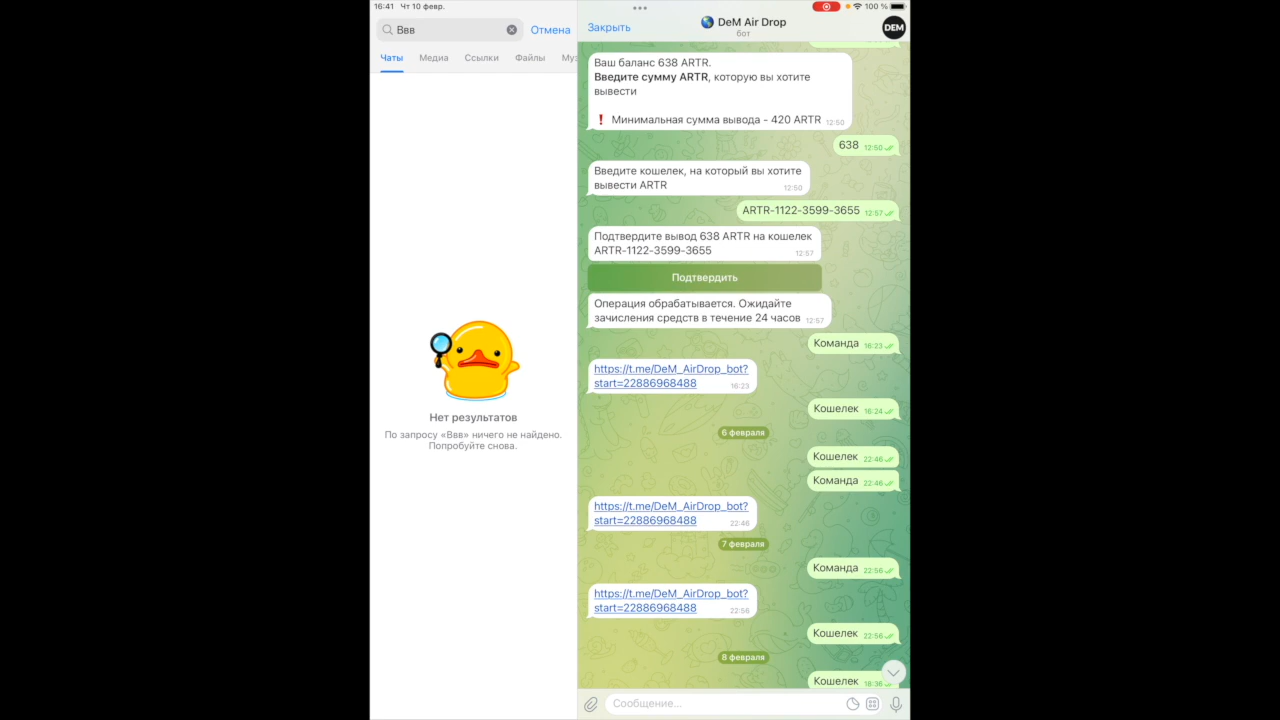 16:41 Чт 10 февр.
100 %
Ввв
Отмена
Чаты
Медиа
Ссылки
Файлы
Закрыть
DeM Air Drop
бот
DEM
Ваш баланс 638 ARTR.
Введите сумму ARTR, которую вы хотите
вывести
❗ Минимальная сумма вывода - 420 ARTR 12:50
638 12:50
Введите кошелек, на который вы хотите
вывести ARTR 12:50
ARTR-1122-3599-3655 12:57
Подтвердите вывод 638 ARTR на кошелек
ARTR-1122-3599-3655 12:57
Подтвердить
Операция обрабатывается. Ожидайте
зачисления средств в течение 24 часов 12:57
Команда 16:23
https://t.me/DeM_AirDrop_bot?
start=22886968488 16:23
Кошелек 16:24
6 февраля
Кошелек 22:46
Команда 22:46
https://t.me/DeM_AirDrop_bot?
start=22886968488 22:46
7 февраля
Команда 22:56
https://t.me/DeM_AirDrop_bot?
start=22886968488 22:56
Кошелек 22:56
8 февраля
Кошелек 18:36
Сообщение...
Нет результатов
По запросу «Ввв» ничего не найдено.
Попробуйте снова.